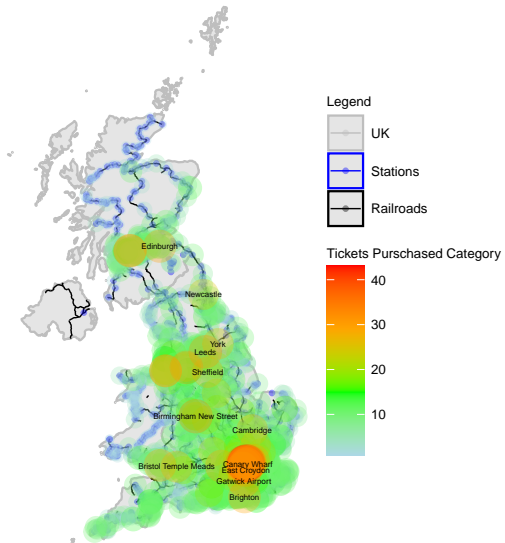 Legend
UK
Stations
Railroads
Tickets Purschased Category
40
30
20
10
Edinburgh
Newcastle
York
Leeds
Sheffield
Birmingham New Street
Cambridge
Bristol Temple Meads
Canary Wharf
East Croydon
Gatwick Airport
Brighton